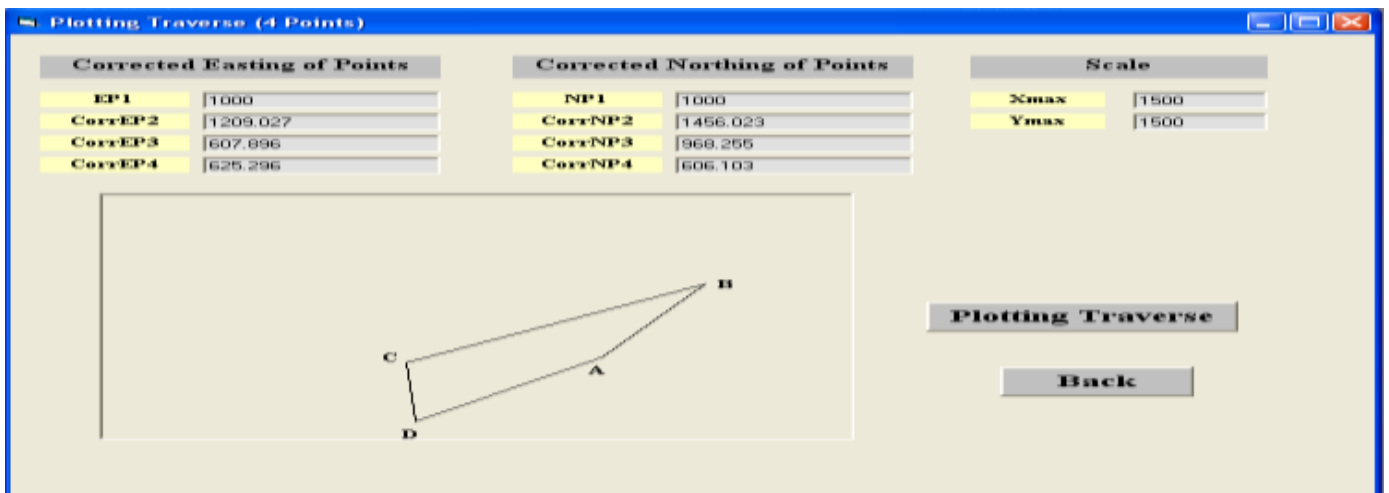 Plotting Traverse (4 Points)
Corrected Easting of Points Corrected Northing of Points Scale
EP1 1000 NP1 1000 Xmax 1500
CorrEP2 1209.027 CorrNP2 1456.023 Ymax 1500
CorrEP3 607.896 CorrNP3 968.255
CorrEP4 625.296 CorrNP4 606.103
B
Plotting Traverse
C
A
Back
D